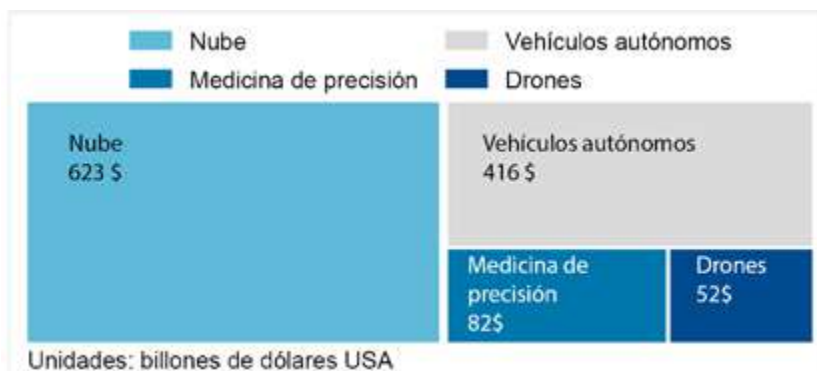 Nube
Vehículos autónomos
Medicina de precisión
Drones
Nube
623 $
Vehículos autónomos
416 $
Medicina de
precisión
82$
Drones
52$
Unidades: billones de dólares USA